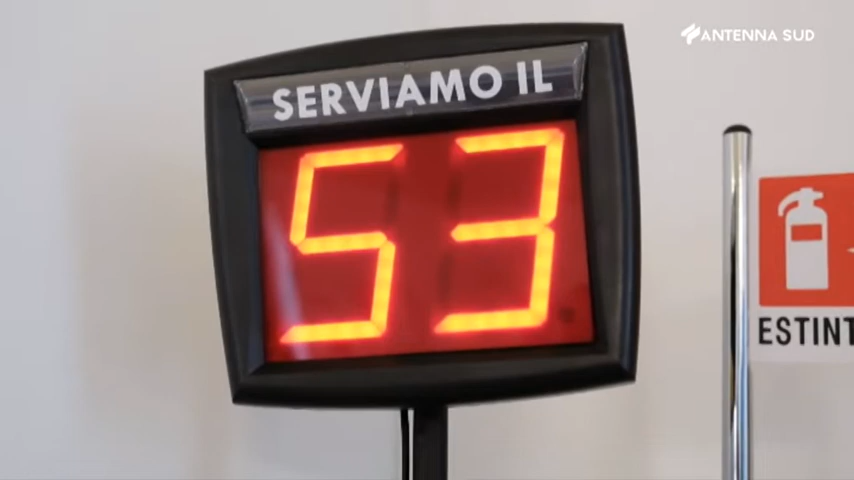 ANTENNA SUD
SERVIAMO IL
53
ESTINT